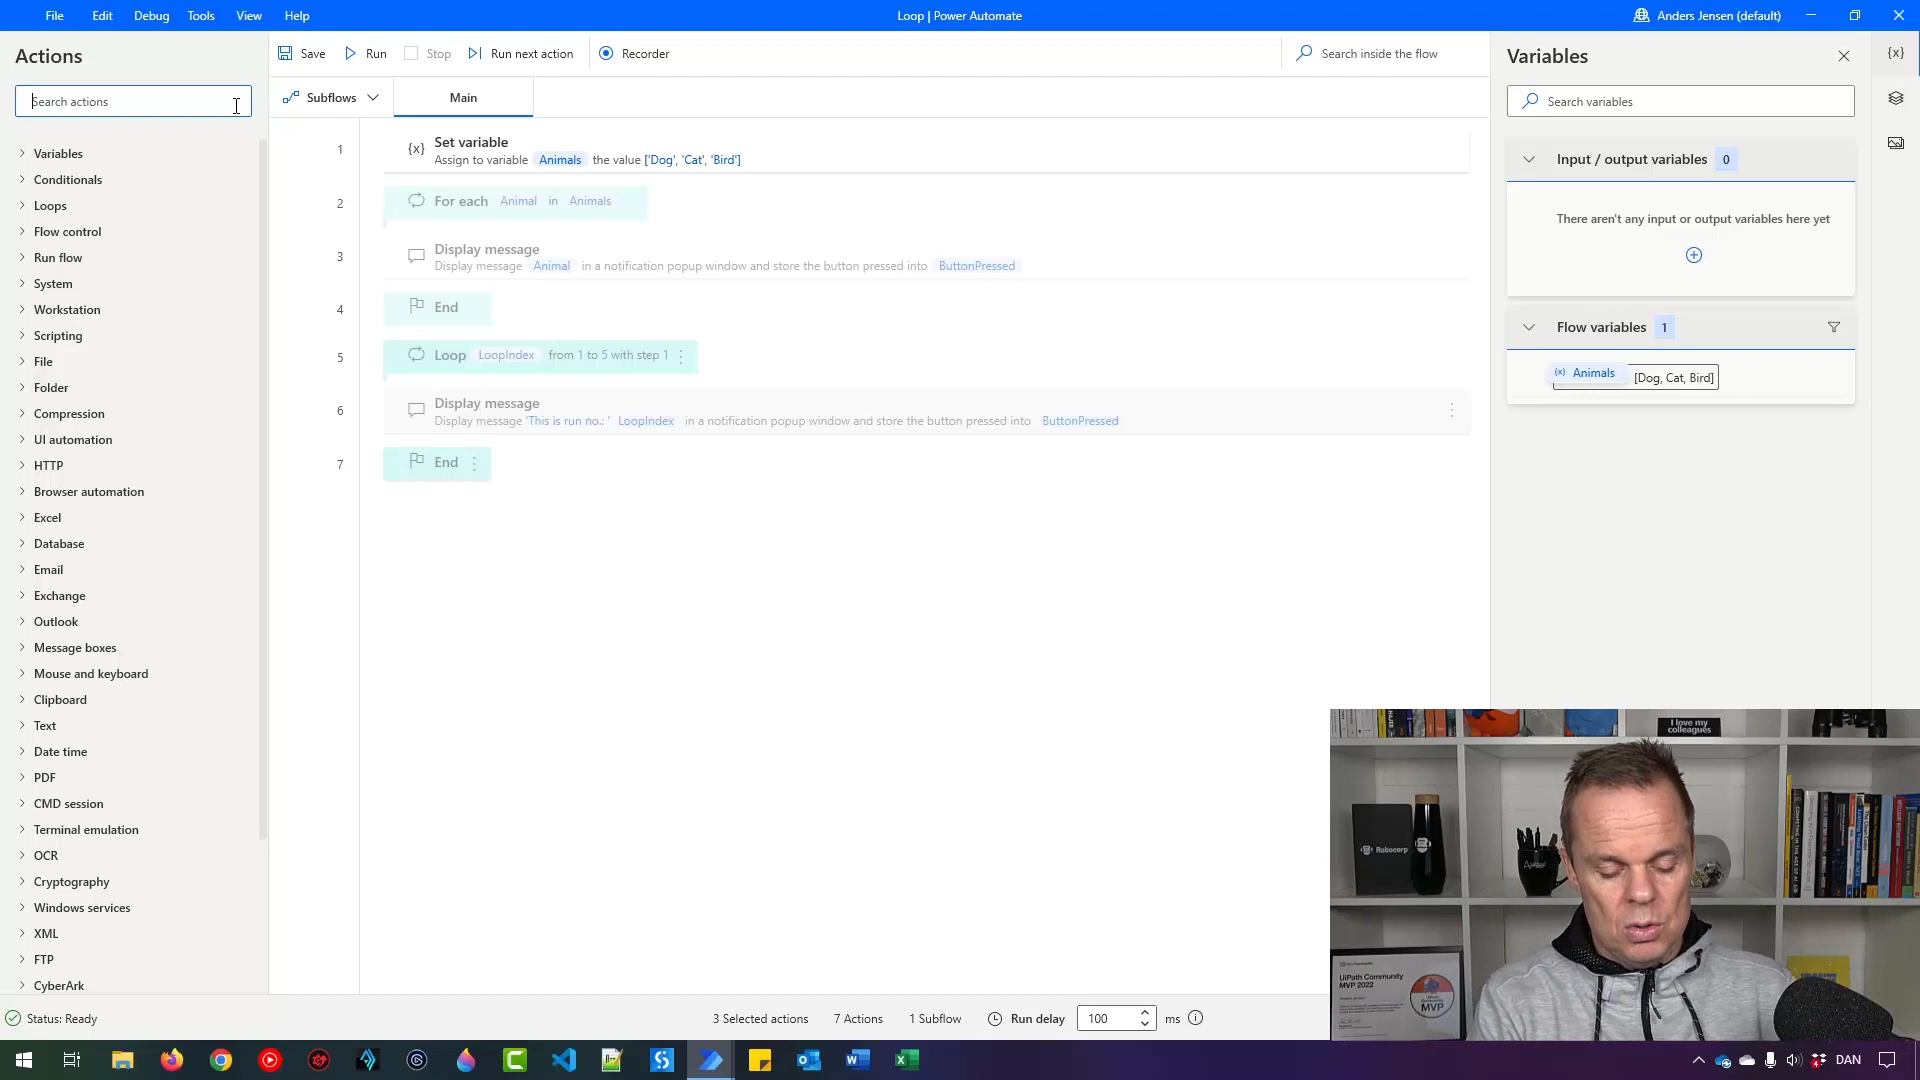 File Edit Debug Tools View Help
Loop | Power Automate
Anders Jensen (default)
Actions
Search actions
Variables
Conditionals
Loops
Flow control
Run flow
System
Workstation
Scripting
File
Folder
Compression
UI automation
HTTP
Browser automation
Excel
Database
Email
Exchange
Outlook
Message boxes
Mouse and keyboard
Clipboard
Text
Date time
PDF
CMD session
Terminal emulation
OCR
Cryptography
Windows services
XML
FTP
CyberArk
Save Run Stop Run next action Recorder
Search inside the flow
Subflows Main
1 {x} Set variable
Assign to variable Animals the value ['Dog', 'Cat', 'Bird']
2 For each Animal in Animals
3 Display message
Display message Animal in a notification popup window and store the button pressed into ButtonPressed
4 End
5 Loop LoopIndex from 1 to 5 with step 1
6 Display message
Display message 'This is run no.: ' LoopIndex in a notification popup window and store the button pressed into ButtonPressed
7 End
Variables
{x}
Search variables
Input / output variables 0
There aren't any input or output variables here yet
Flow variables 1
(x) Animals [Dog, Cat, Bird]
I love my
colleagues
Robocorp
UiPath Community
MVP 2022
MVP
Status: Ready
3 Selected actions 7 Actions 1 Subflow Run delay 100 ms
DAN